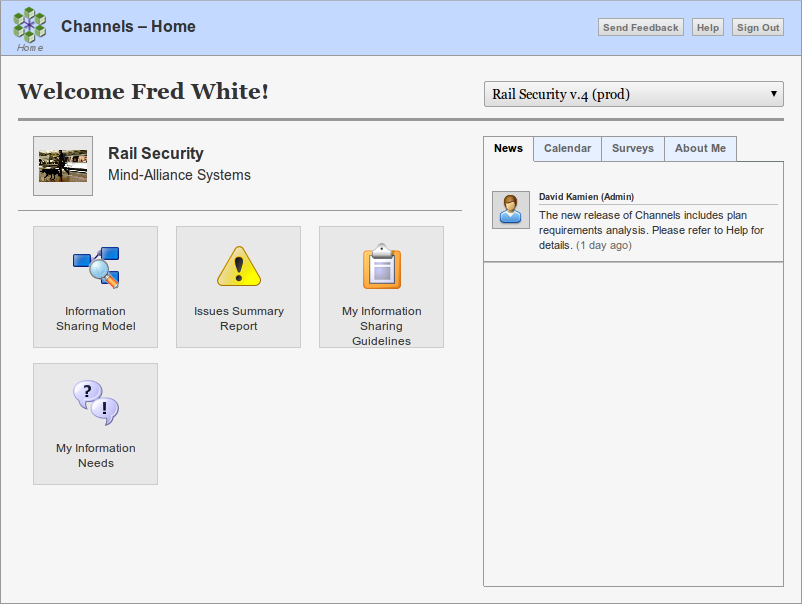 Home
Channels – Home
Send Feedback
Help
Sign Out
Welcome Fred White!
Rail Security v.4 (prod)
Rail Security
Mind-Alliance Systems
Information
Sharing Model
Issues Summary
Report
My Information
Sharing
Guidelines
My Information
Needs
News
Calendar
Surveys
About Me
David Kamien (Admin)
The new release of Channels includes plan
requirements analysis. Please refer to Help for
details. (1 day ago)